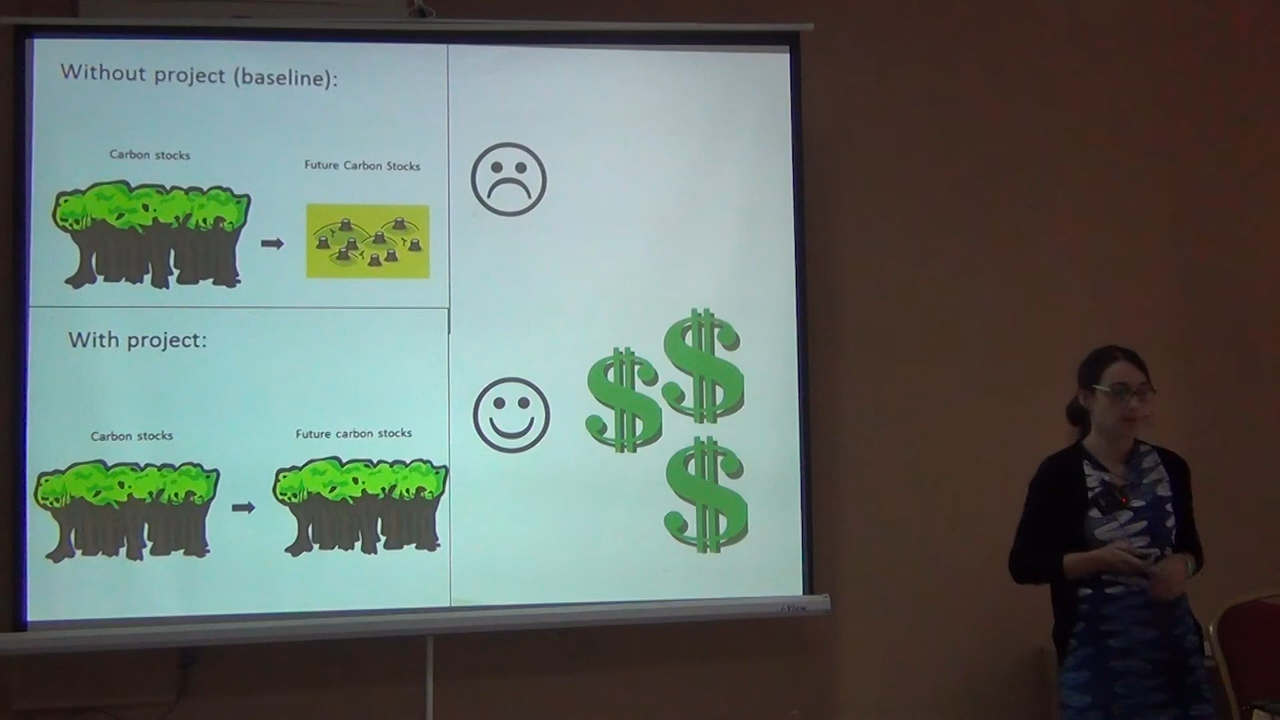 Without project (baseline):
Carbon stocks
Future Carbon Stocks
With project:
Carbon stocks
Future carbon stocks
$
$
$